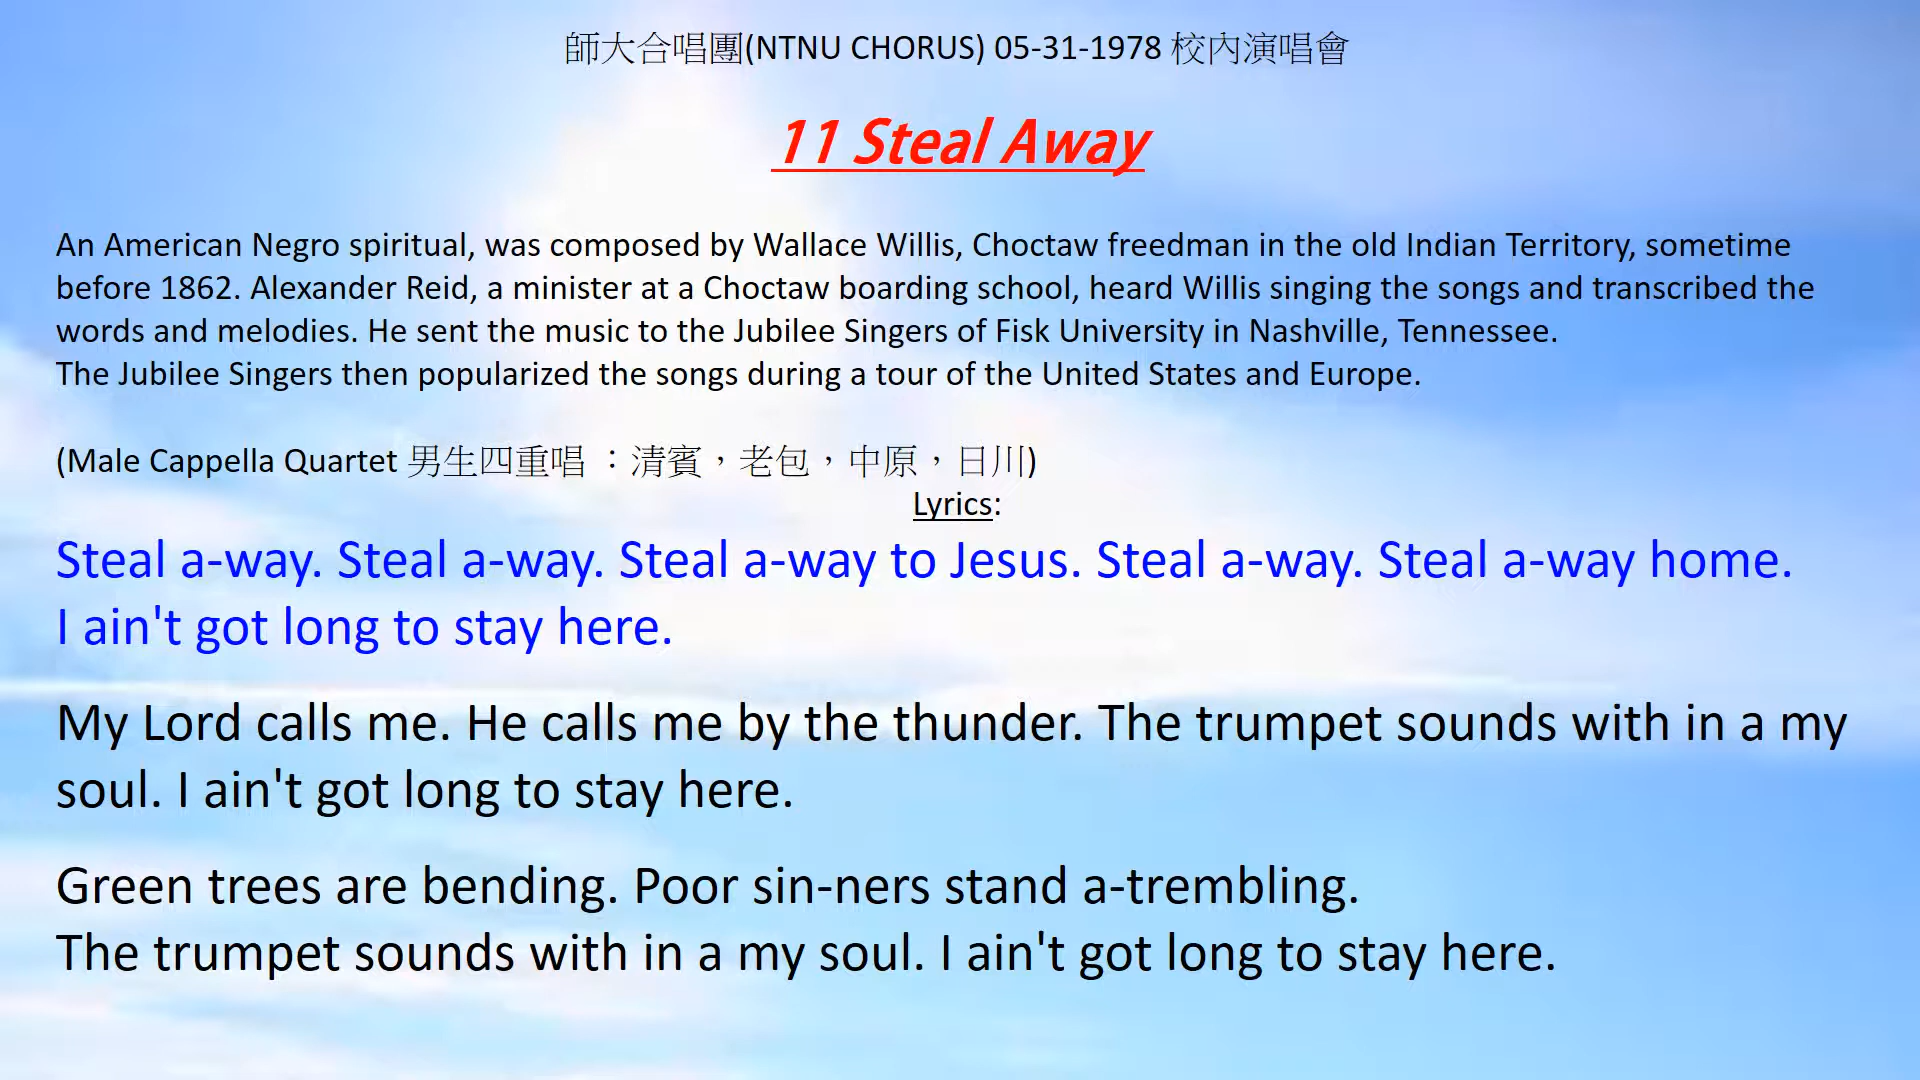 師大合唱團(NTNU CHORUS) 05-31-1978 校內演唱會
11 Steal Away
An American Negro spiritual, was composed by Wallace Willis, Choctaw freedman in the old Indian Territory, sometime
before 1862. Alexander Reid, a minister at a Choctaw boarding school, heard Willis singing the songs and transcribed the
words and melodies. He sent the music to the Jubilee Singers of Fisk University in Nashville, Tennessee.
The Jubilee Singers then popularized the songs during a tour of the United States and Europe.
(Male Cappella Quartet 男生四重唱 ：清賓，老包，中原，日川)
Lyrics:
Steal a-way. Steal a-way. Steal a-way to Jesus. Steal a-way. Steal a-way home.
I ain't got long to stay here.
My Lord calls me. He calls me by the thunder. The trumpet sounds with in a my
soul. I ain't got long to stay here.
Green trees are bending. Poor sin-ners stand a-trembling.
The trumpet sounds with in a my soul. I ain't got long to stay here.